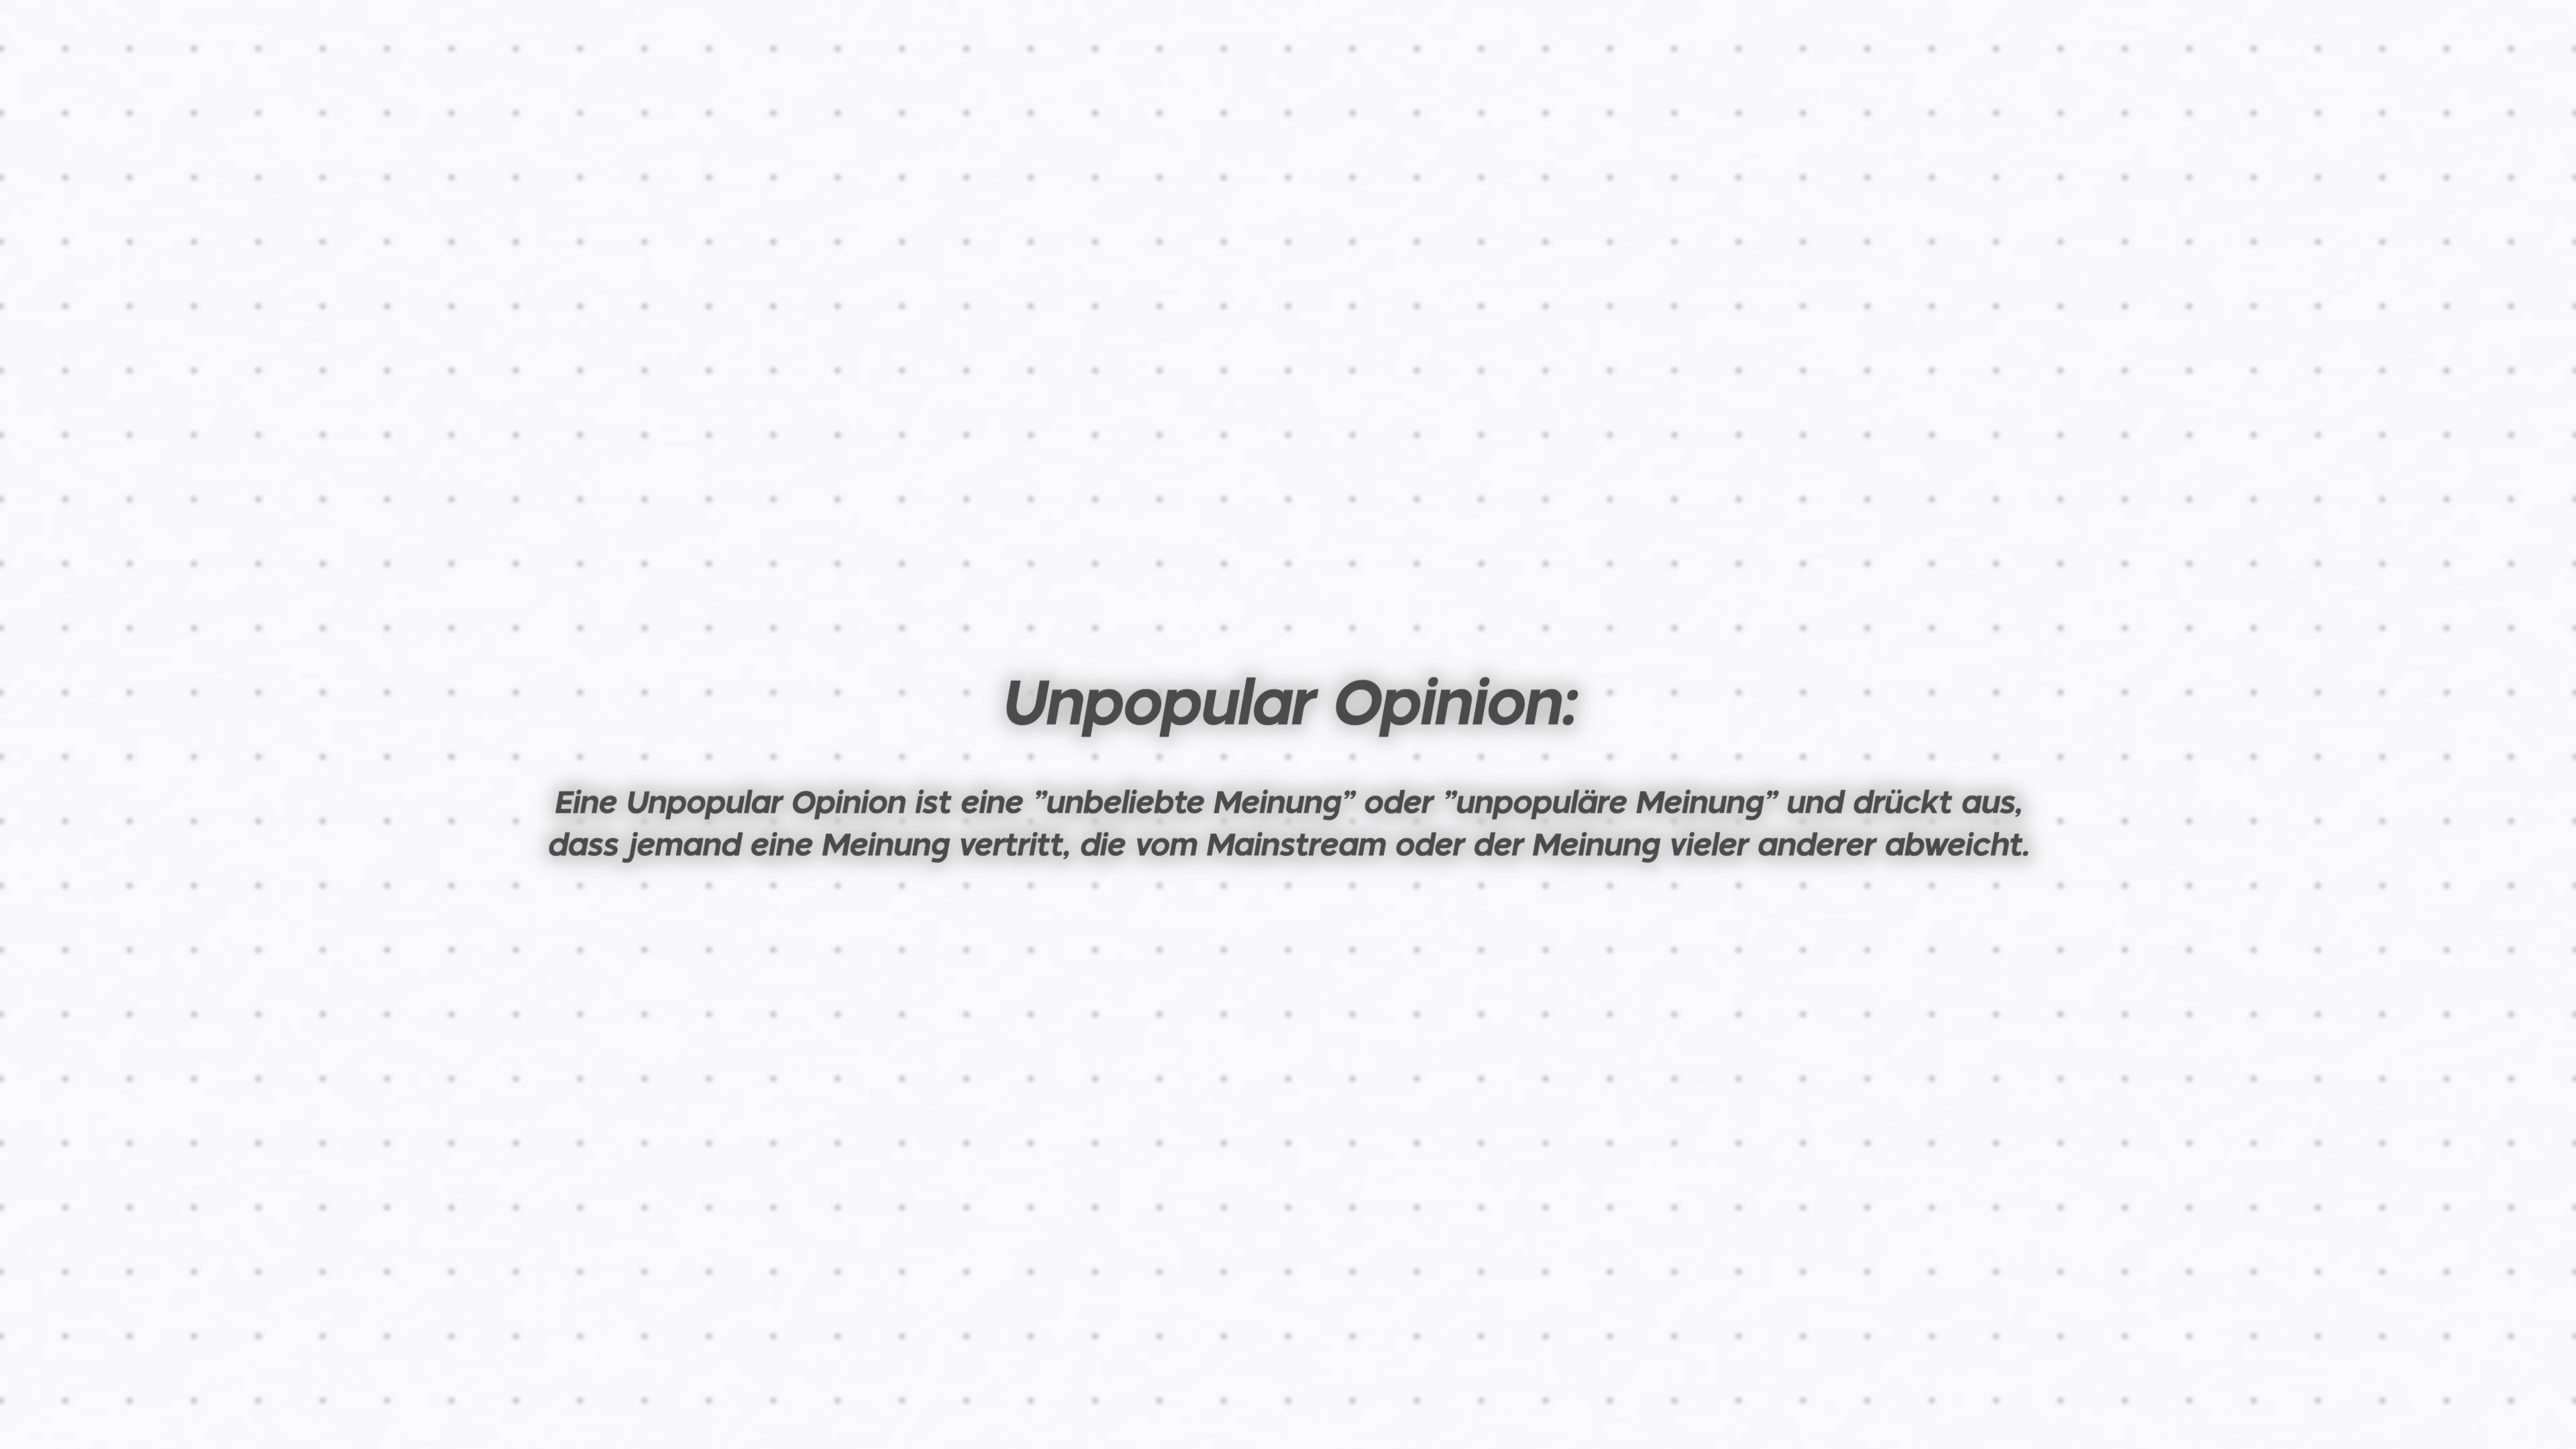 Unpopular Opinion:
Eine Unpopular Opinion ist eine ”unbeliebte Meinung” oder ”unpopuläre Meinung” und drückt aus,
dass jemand eine Meinung vertritt, die vom Mainstream oder der Meinung vieler anderer abweicht.